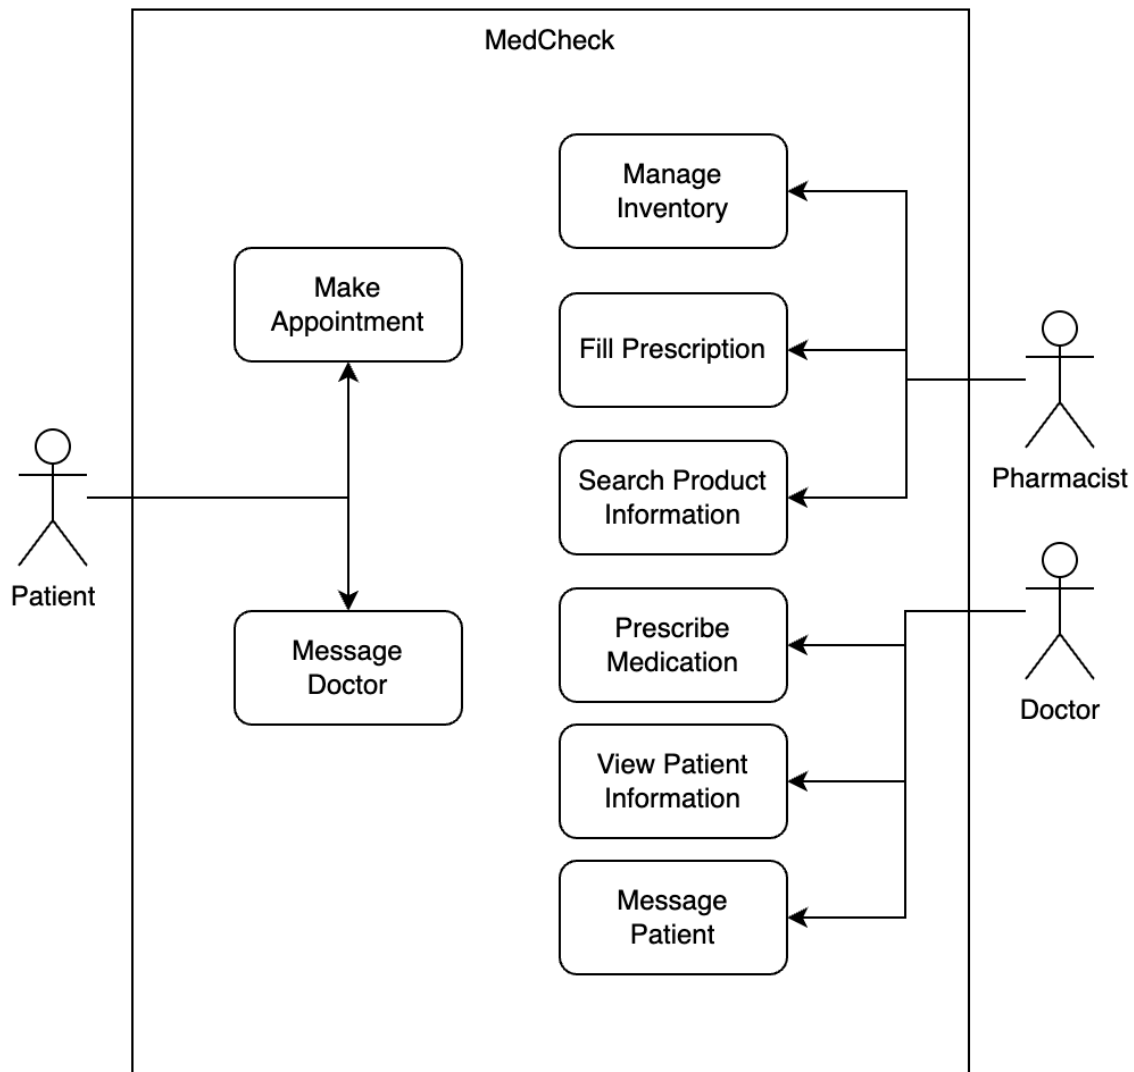 MedCheck
Manage
Inventory
Make
Appointment
Fill Prescription
Search Product
Information
Pharmacist
Patient
Message
Doctor
Prescribe
Medication
Doctor
View Patient
Information
Message
Patient